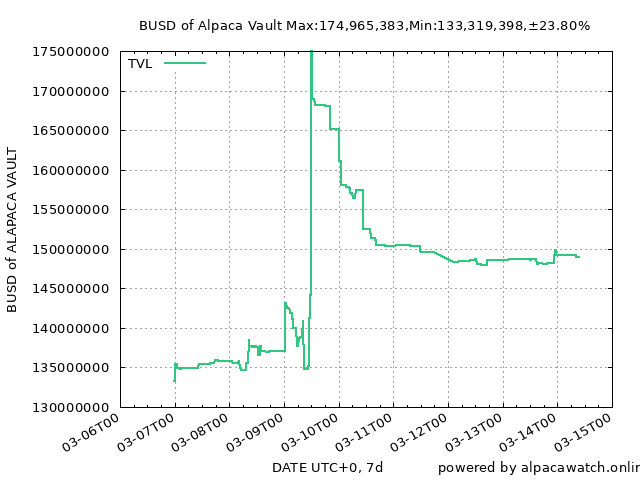 BUSD of Alpaca Vault Max:174,965,383,Min:133,319,398,±23.80%
TVL
175000000
170000000
165000000
160000000
155000000
150000000
145000000
140000000
135000000
130000000
BUSD of ALAPACA VAULT
03-06T00
03-07T00
03-08T00
03-09T00
03-10T00
03-11T00
03-12T00
03-13T00
03-14T00
03-15T00
DATE UTC+0, 7d
powered by alpacawatch.onlin